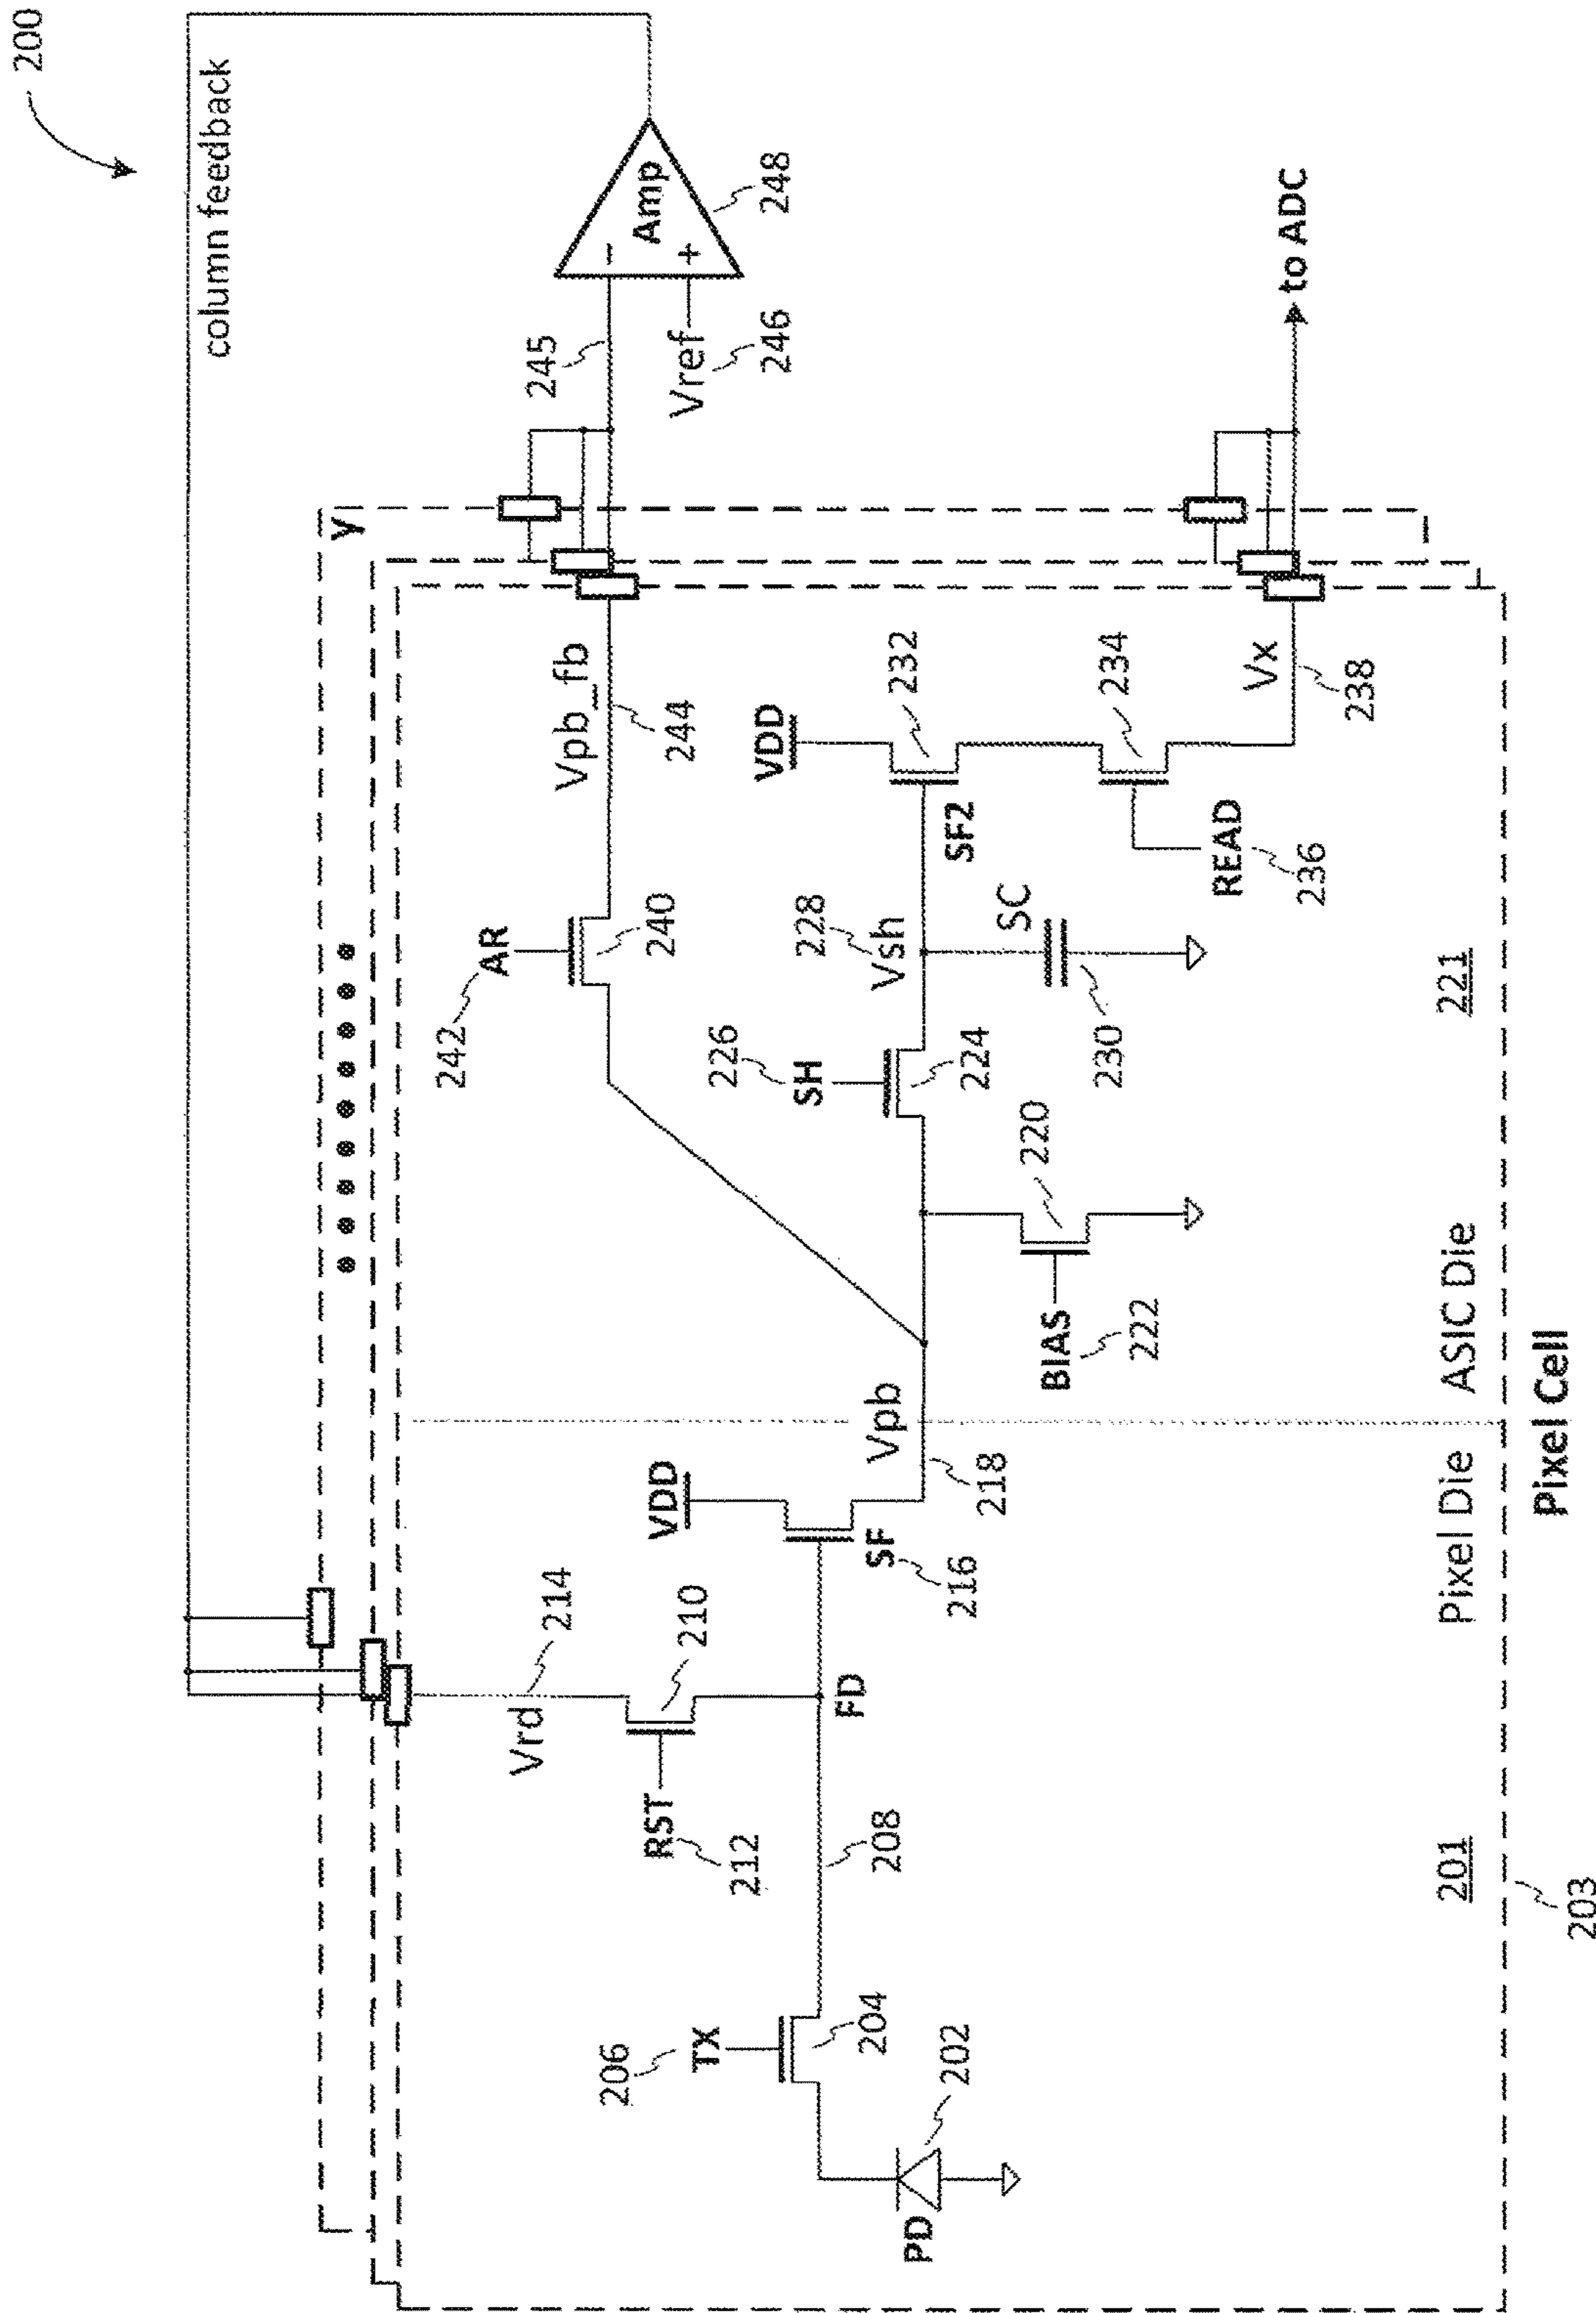 200
column feedback
Amp
−
+
248
245
Vref
246
to ADC
y
AR
242
240
Vpb_fb
244
VDD
232
SF2
234
READ
236
Vx
238
226
SH
224
228
Vsh
SC
230
221
220
BIAS
222
ASIC Die
Vpb
218
VDD
SF
216
Vrd
214
210
RST
212
FD
208
206
TX
204
202
PD
Pixel Die
201
203
Pixel Cell